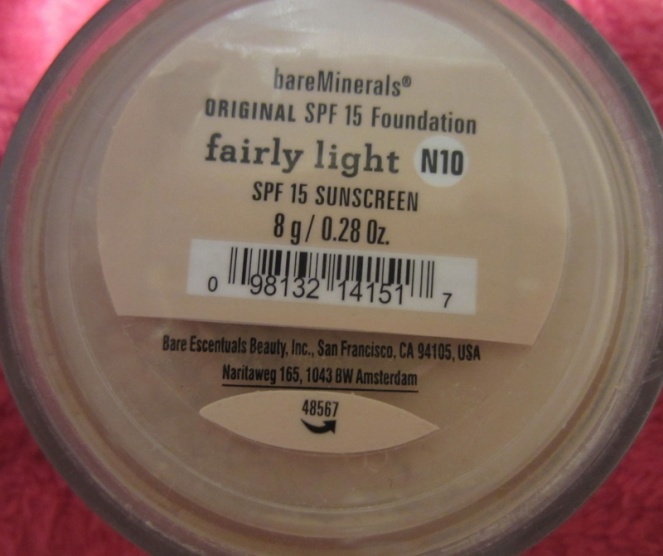 bareMinerals®
ORIGINAL SPF 15 Foundation
fairly light N10
SPF 15 SUNSCREEN
8 g / 0.28 Oz.
0 98132 14151 7
Bare Escentuals Beauty, Inc., San Francisco, CA 94105, USA
Naritaweg 165, 1043 BW Amsterdam
48567